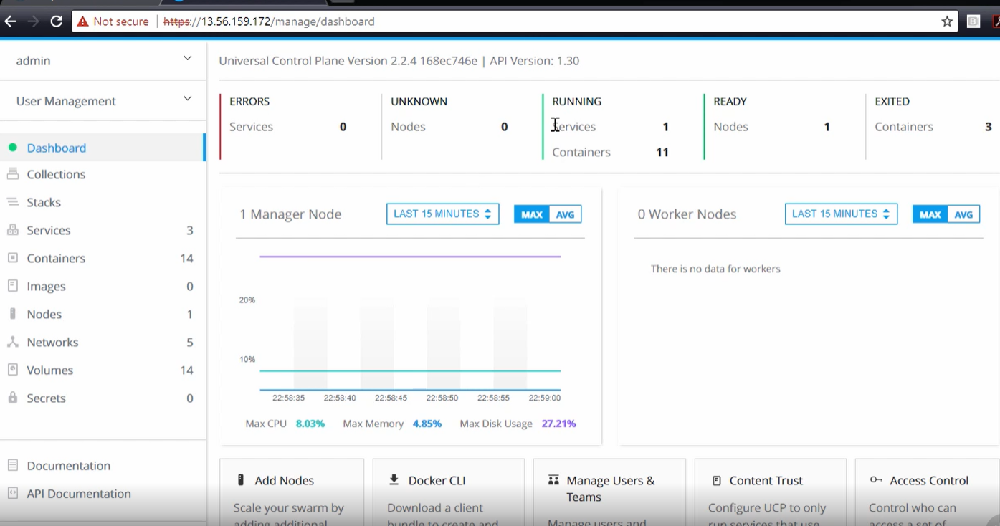 Not secure | https://13.56.159.172/manage/dashboard
admin
Universal Control Plane Version 2.2.4 168ec746e | API Version: 1.30
User Management
ERRORS
Services 0
UNKNOWN
Nodes 0
RUNNING
Services 1
Containers 11
READY
Nodes 1
EXITED
Containers 3
Dashboard
Collections
Stacks
Services 3
Containers 14
Images 0
Nodes 1
Networks 5
Volumes 14
Secrets 0
Documentation
API Documentation
1 Manager Node
LAST 15 MINUTES
MAX AVG
20%
10%
22:58:35 22:58:40 22:58:45 22:58:50 22:58:55 22:59:00
Max CPU 8.03% Max Memory 4.85% Max Disk Usage 27.21%
0 Worker Nodes
LAST 15 MINUTES
MAX AVG
There is no data for workers
Add Nodes
Scale your swarm by
adding additional
Docker CLI
Download a client
bundle to create and
Manage Users &
Teams
Manage users and
Content Trust
Configure UCP to only
run services that use
Access Control
Control who can
access a set of